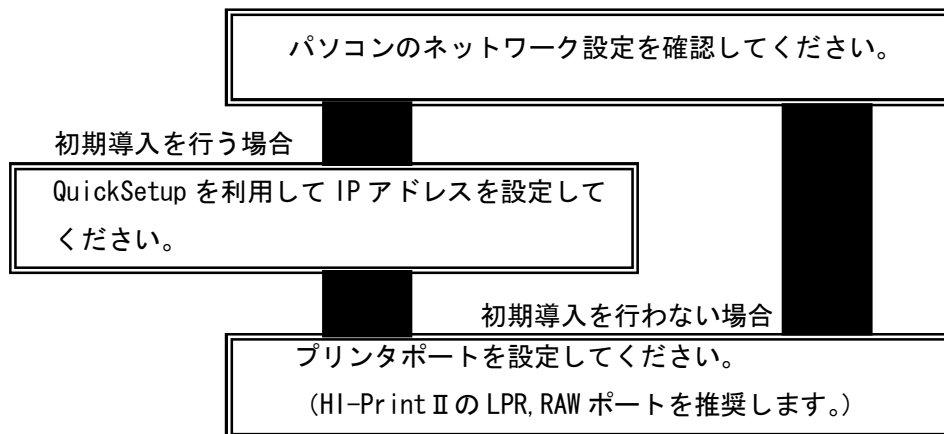 パソコンのネットワーク設定を確認してください。
初期導入を行う場合
QuickSetup を利用して IP アドレスを設定して
ください。
初期導入を行わない場合
プリンタポートを設定してください。
（HI-PrintⅡの LPR,RAW ポートを推奨します。）